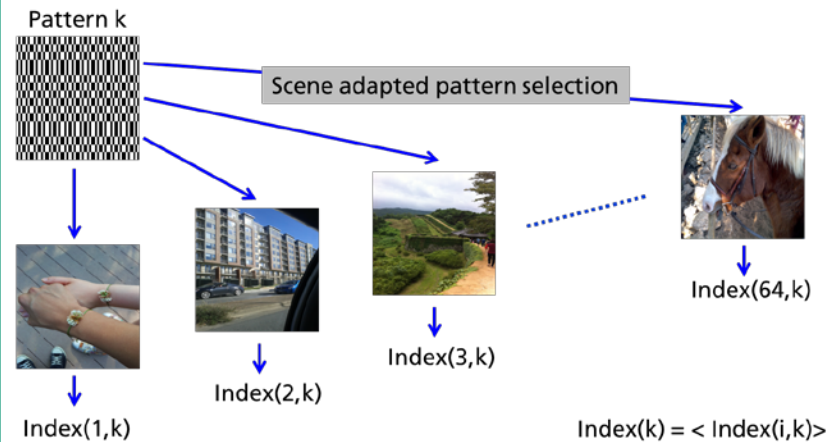 Pattern k
Scene adapted pattern selection
Index(64,k)
Index(3,k)
Index(2,k)
Index(1,k)
Index(k) = < Index(i,k)>